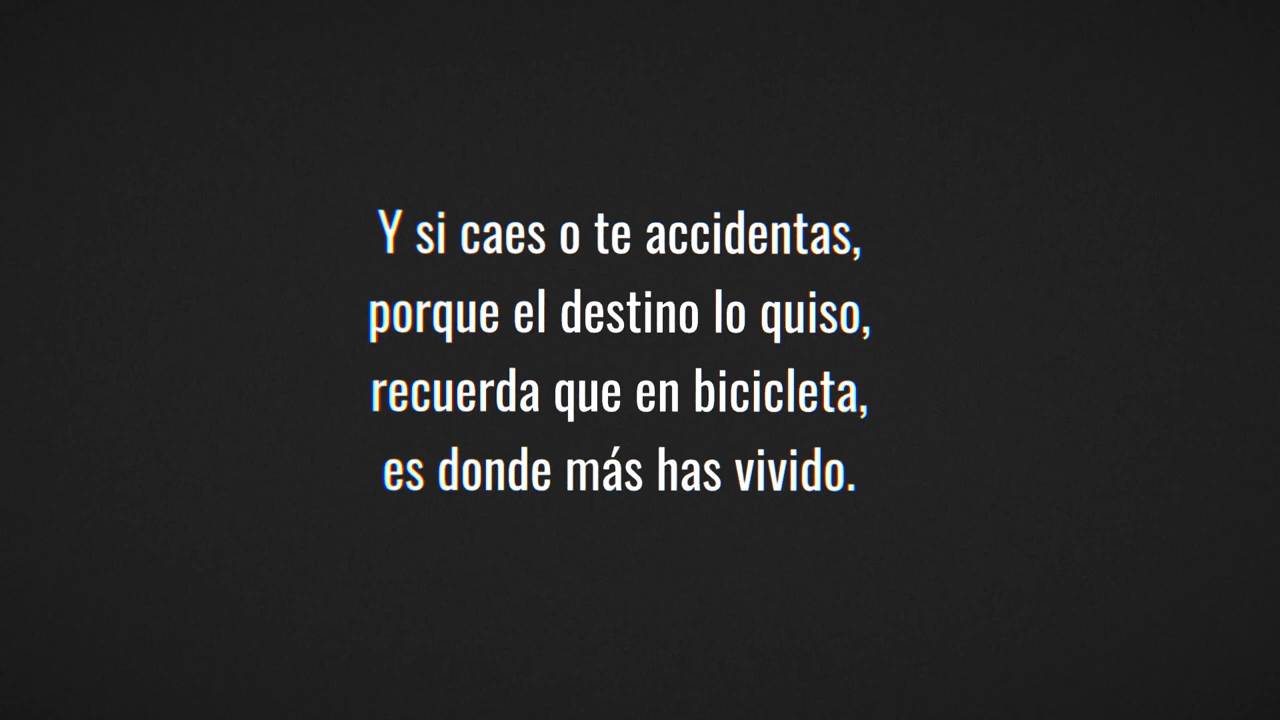 Y si caes o te accidentas,
porque el destino lo quiso,
recuerda que en bicicleta,
es donde más has vivido.